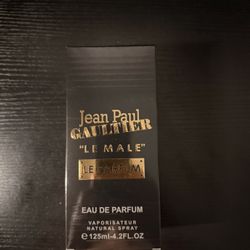 Jean Paul
GAULTIER
"LE MALE"
LE PARFUM
EAU DE PARFUM
VAPORISATEUR
NATURAL SPRAY
℮125ml-4.2FL.OZ